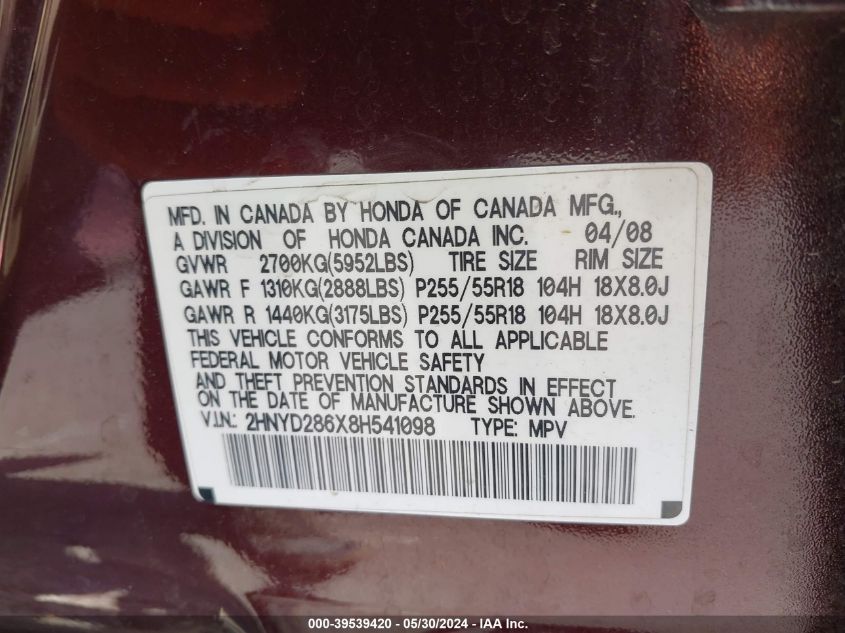 MFD. IN CANADA BY HONDA OF CANADA MFG.,
A DIVISION OF HONDA CANADA INC. 04/08
GVWR 2700KG(5952LBS) TIRE SIZE RIM SIZE
GAWR F 1310KG(2888LBS) P255/55R18 104H 18X8.0J
GAWR R 1440KG(3175LBS) P255/55R18 104H 18X8.0J
THIS VEHICLE CONFORMS TO ALL APPLICABLE
FEDERAL MOTOR VEHICLE SAFETY
AND THEFT PREVENTION STANDARDS IN EFFECT
ON THE DATE OF MANUFACTURE SHOWN ABOVE.
V.I.N.: 2HNYD286X8H541098 TYPE: MPV
000-39539420 - 05/30/2024 - IAA Inc.